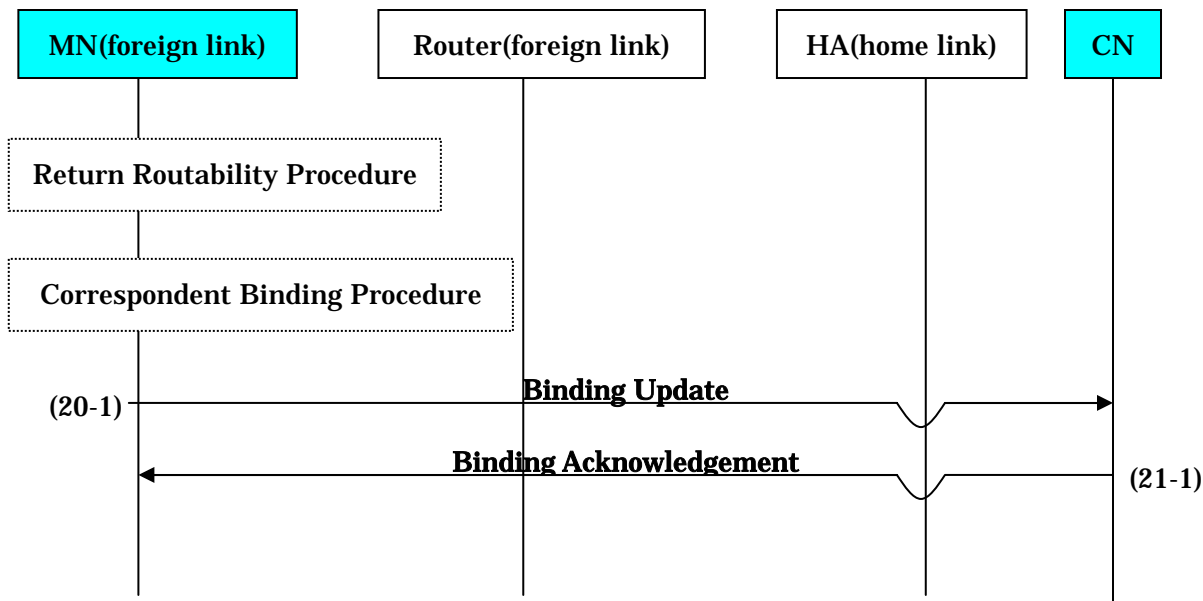 MN(foreign link)
Router(foreign link)
HA(home link)
CN
Return Routability Procedure
Correspondent Binding Procedure
Binding Update
(20-1)
Binding Acknowledgement
(21-1)